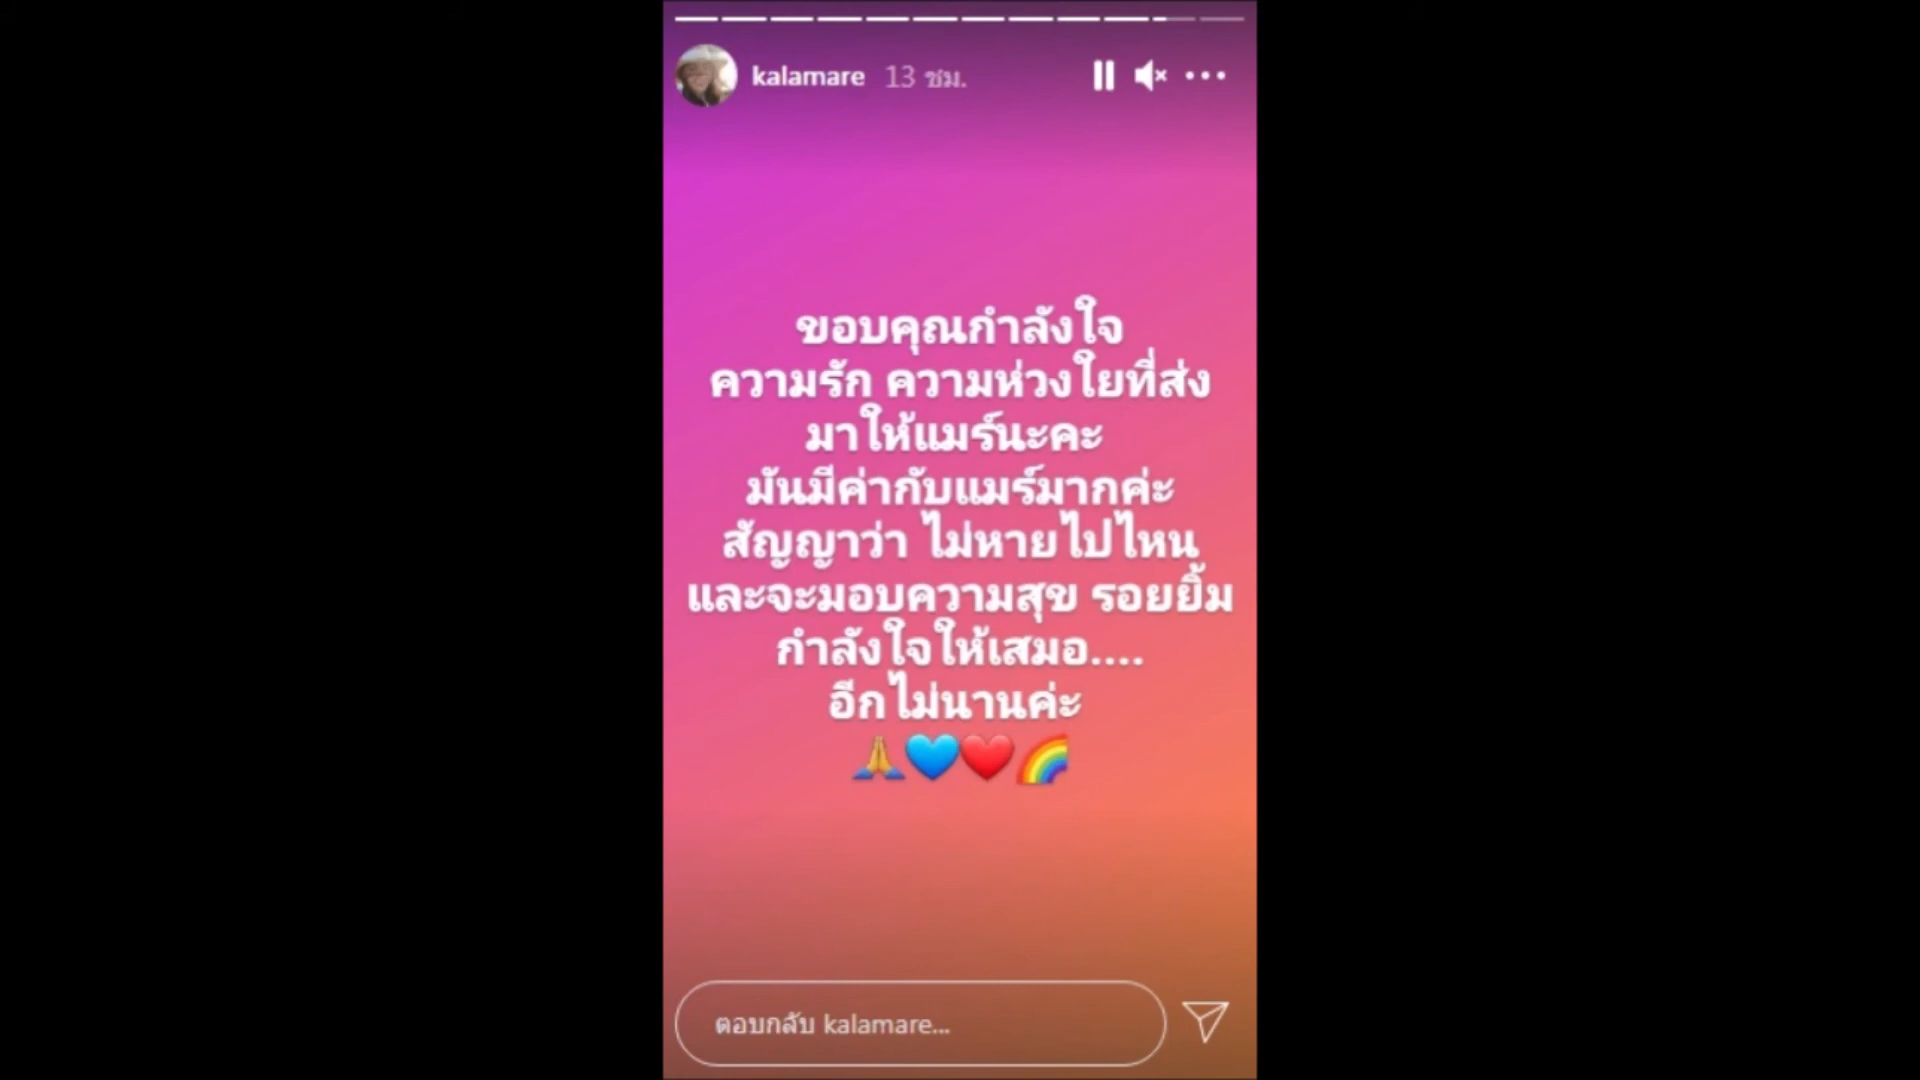 kalamare 13 ชม.
ขอบคุณกำลังใจ
ความรัก ความห่วงใยที่ส่ง
มาให้แมร์นะคะ
มันมีค่ากับแมร์มากค่ะ
สัญญาว่า ไม่หายไปไหน
และจะมอบความสุข รอยยิ้ม
กำลังใจให้เสมอ....
อีกไม่นานค่ะ
🙏💙❤️🌈
ตอบกลับ kalamare...